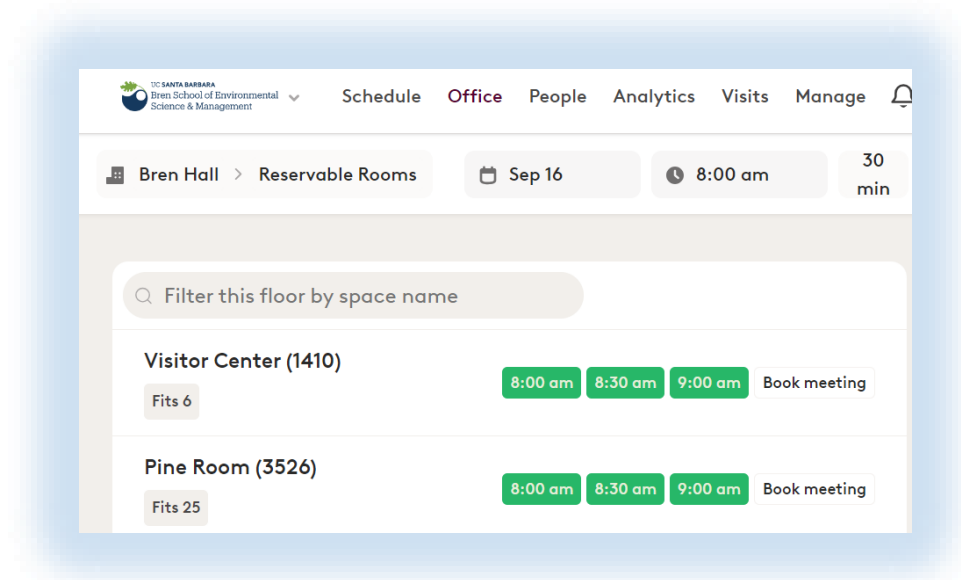 UC SANTA BARBARA
Bren School of Environmental
Science & Management
Schedule Office People Analytics Visits Manage
Bren Hall > Reservable Rooms Sep 16 8:00 am 30
min
Filter this floor by space name
Visitor Center (1410)
8:00 am 8:30 am 9:00 am Book meeting
Fits 6
Pine Room (3526)
8:00 am 8:30 am 9:00 am Book meeting
Fits 25